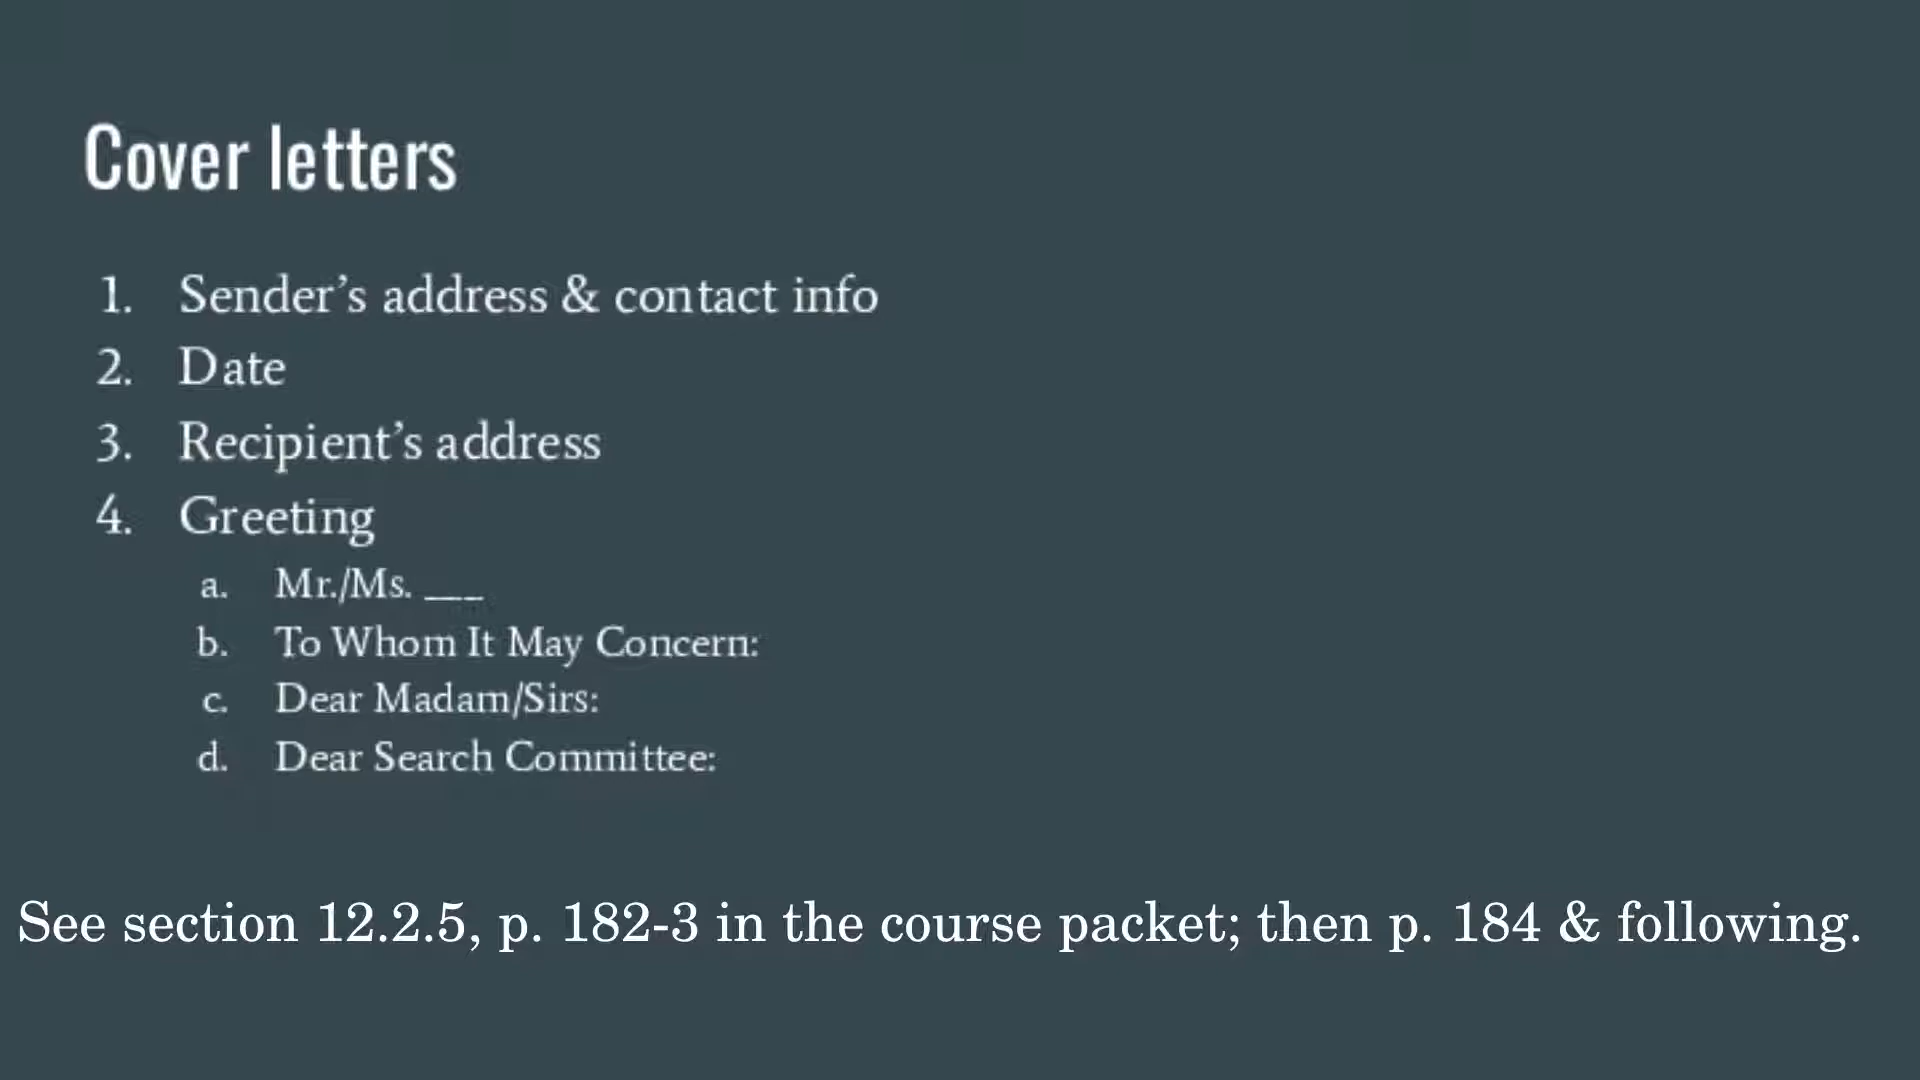 Cover letters
1. Sender’s address & contact info
2. Date
3. Recipient’s address
4. Greeting
a. Mr./Ms. ___
b. To Whom It May Concern:
c. Dear Madam/Sirs:
d. Dear Search Committee:
See section 12.2.5, p. 182-3 in the course packet; then p. 184 & following.